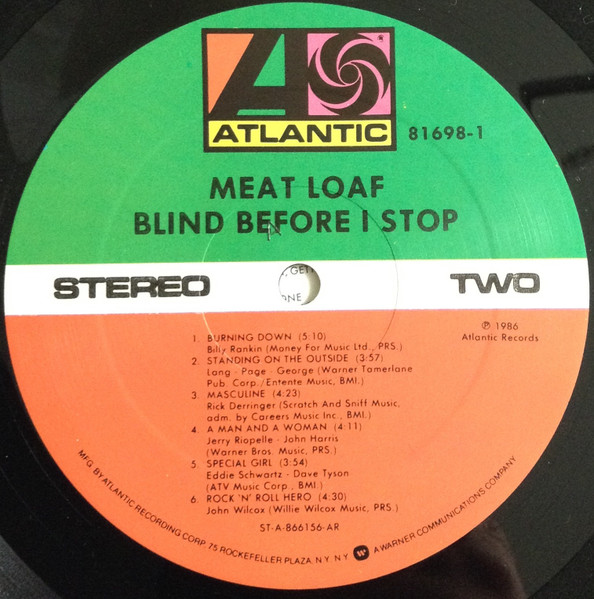 ATLANTIC
81698-1
MEAT LOAF
BLIND BEFORE I STOP
STEREO
TWO
GET
ONE
℗ 1986
Atlantic Records
1. BURNING DOWN (5:10)
Billy Rankin (Money For Music Ltd., PRS.)
2. STANDING ON THE OUTSIDE (3:57)
Lang - Page - George (Warner Tamerlane
Pub. Corp./Entente Music, BMI.)
3. MASCULINE (4:23)
Rick Derringer (Scratch And Sniff Music,
adm. by Careers Music Inc., BMI.)
4. A MAN AND A WOMAN (4:11)
Jerry Riopelle - John Harris
(Warner Bros. Music, PRS.)
5. SPECIAL GIRL (3:54)
Eddie Schwartz - Dave Tyson
(ATV Music Corp., BMI.)
6. ROCK 'N' ROLL HERO (4:30)
John Wilcox (Willie Wilcox Music, PRS.)
ST-A-866156-AR
MFG. BY ATLANTIC RECORDING CORP. 75 ROCKEFELLER PLAZA, N.Y. N.Y. A WARNER COMMUNICATIONS COMPANY